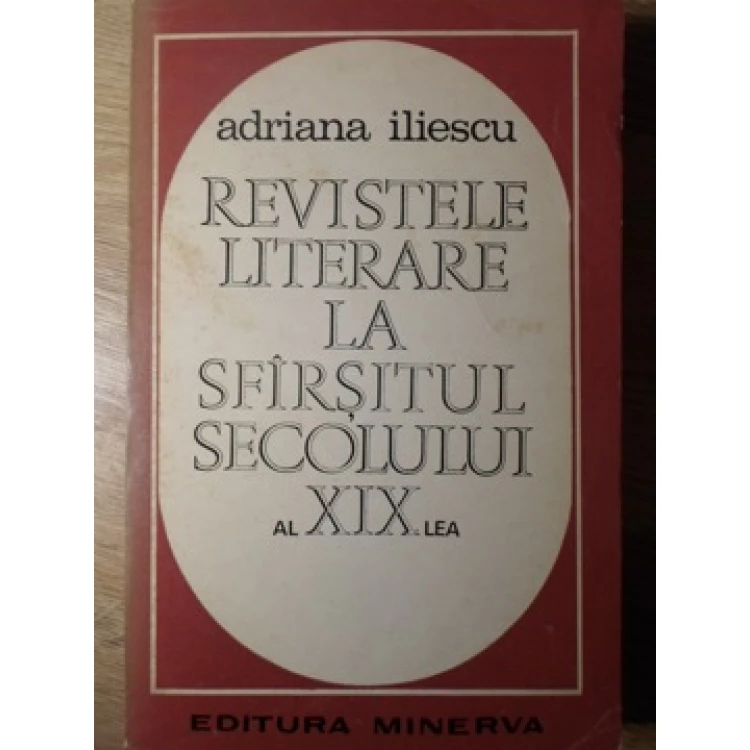 adriana iliescu
REVISTELE
LITERARE
LA
SFÎRȘITUL
SECOLULUI
AL XIX LEA
EDITURA MINERVA